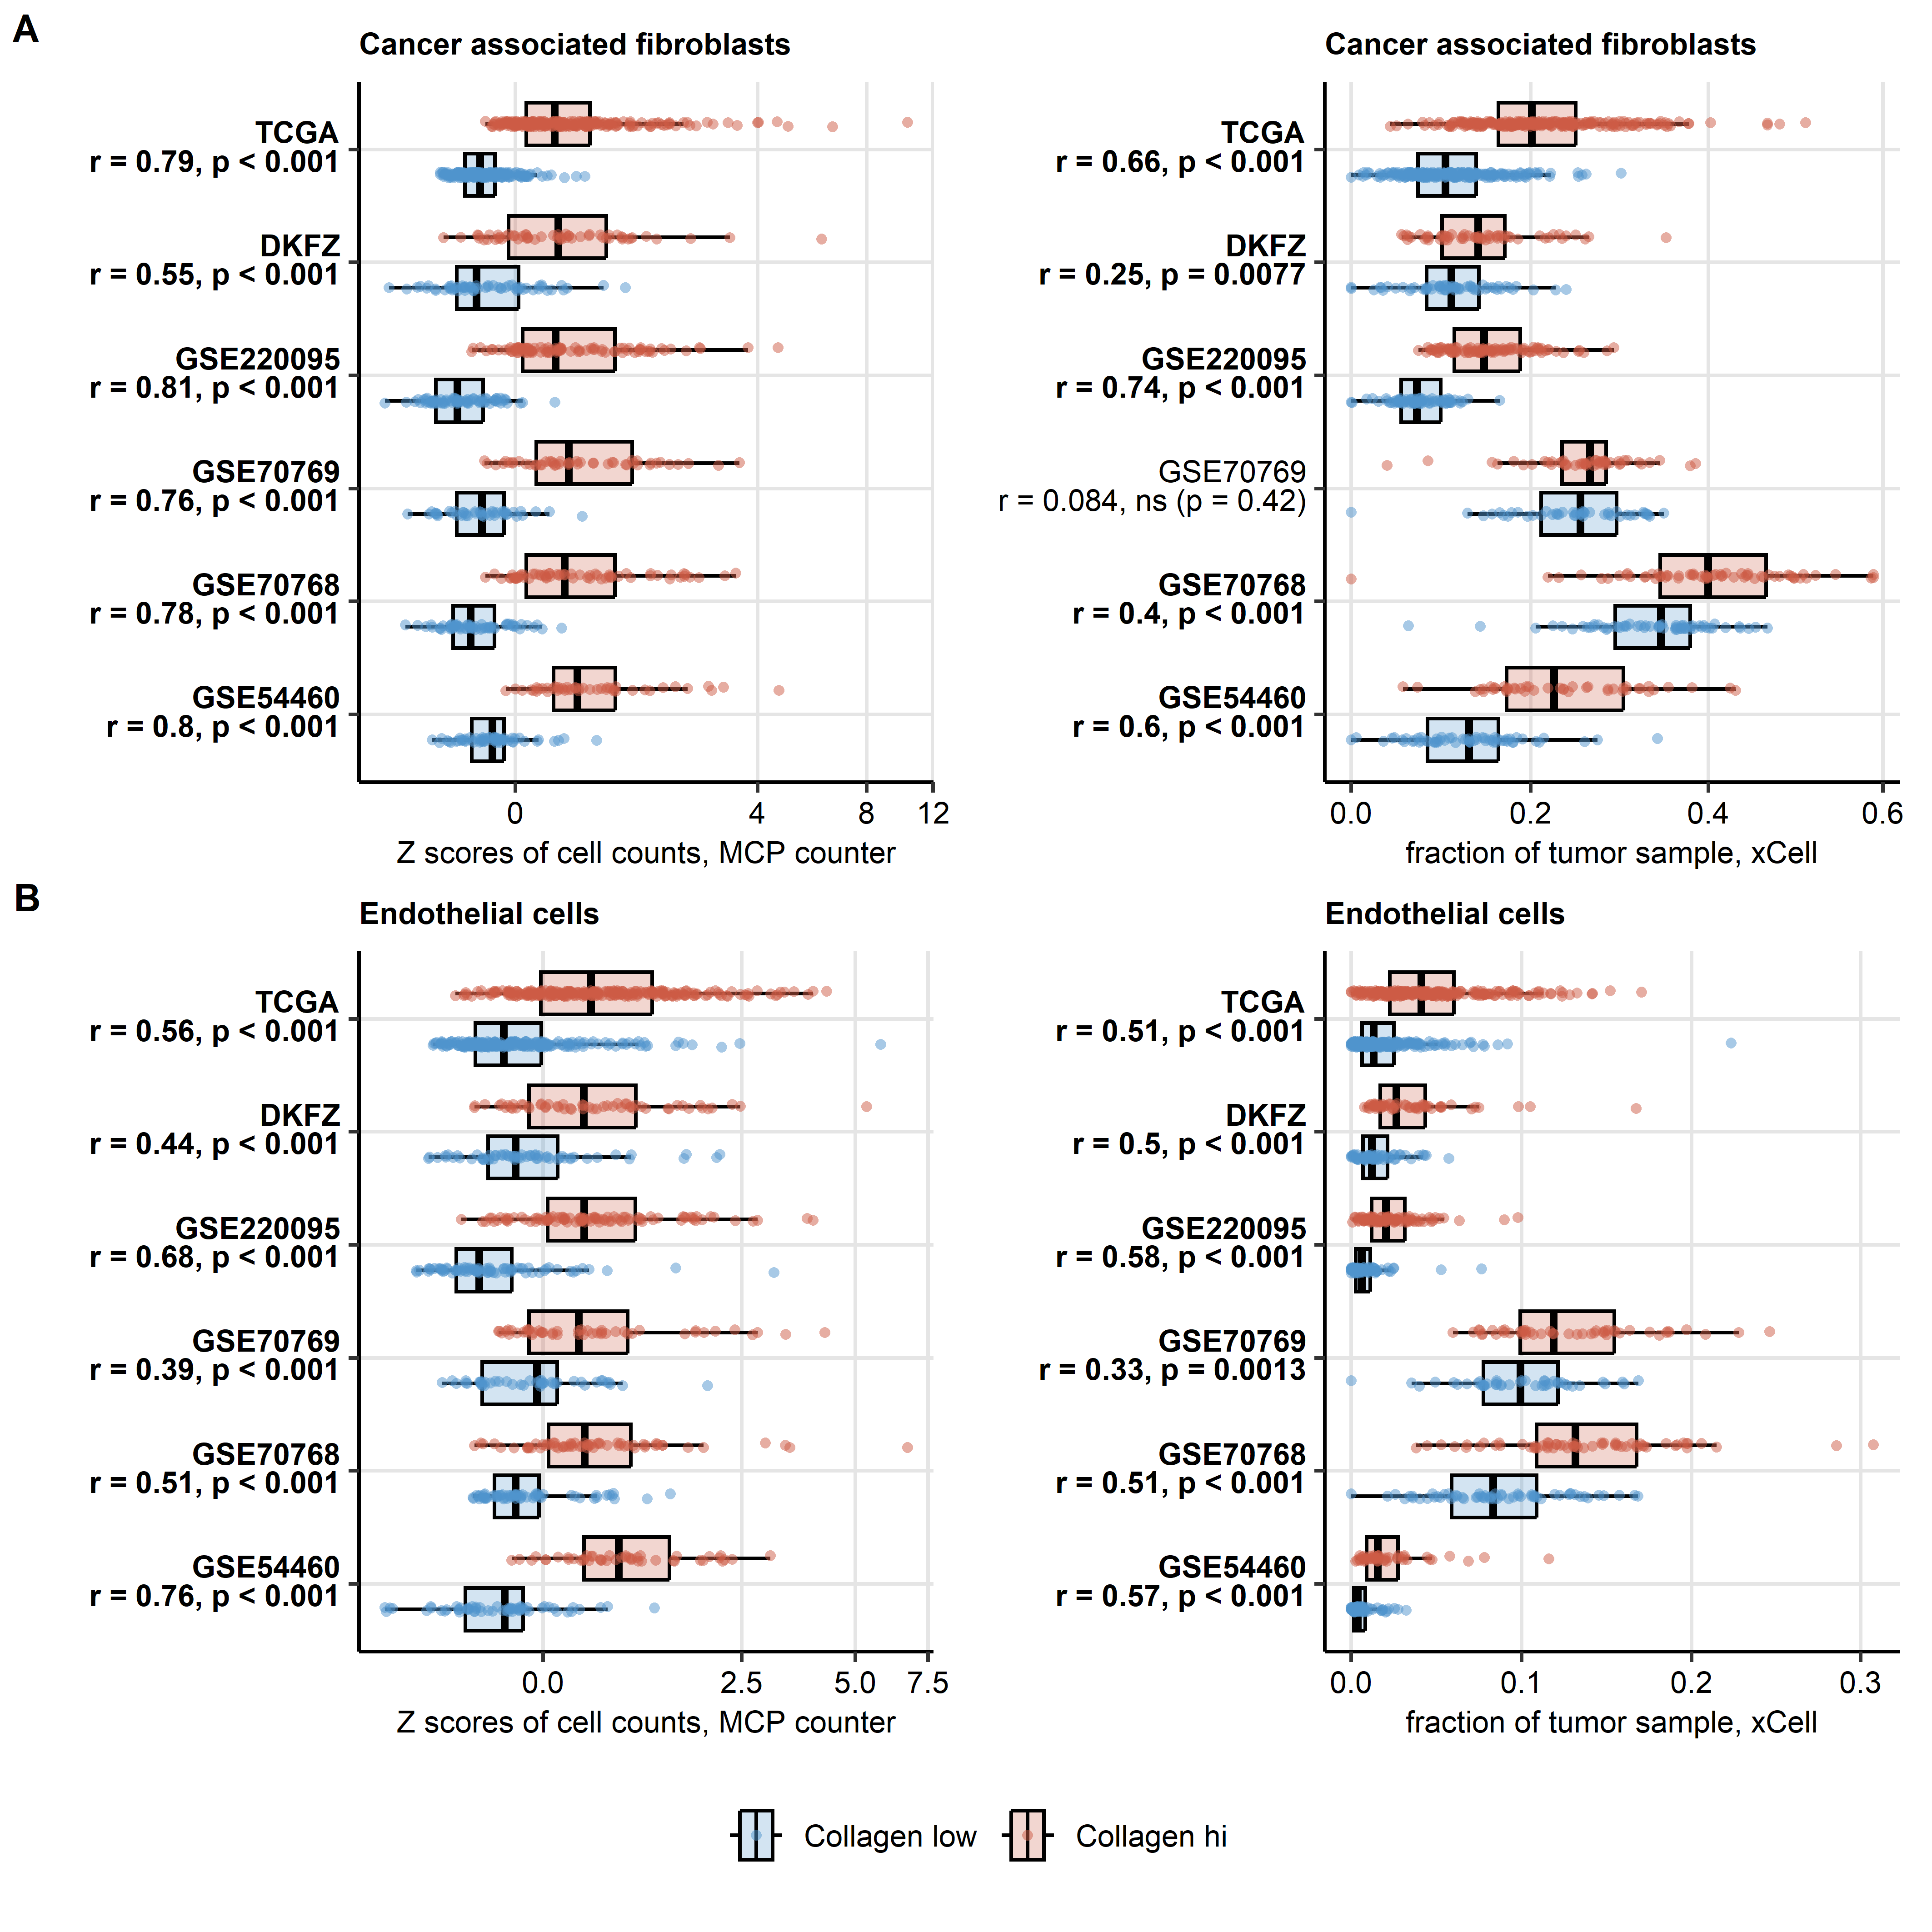 A
Cancer associated fibroblasts
TCGA
r = 0.79, p < 0.001
DKFZ
r = 0.55, p < 0.001
GSE220095
r = 0.81, p < 0.001
GSE70769
r = 0.76, p < 0.001
GSE70768
r = 0.78, p < 0.001
GSE54460
r = 0.8, p < 0.001
0 4 8 12
Z scores of cell counts, MCP counter
Cancer associated fibroblasts
TCGA
r = 0.66, p < 0.001
DKFZ
r = 0.25, p = 0.0077
GSE220095
r = 0.74, p < 0.001
GSE70769
r = 0.084, ns (p = 0.42)
GSE70768
r = 0.4, p < 0.001
GSE54460
r = 0.6, p < 0.001
0.0 0.2 0.4 0.6
fraction of tumor sample, xCell
B
Endothelial cells
TCGA
r = 0.56, p < 0.001
DKFZ
r = 0.44, p < 0.001
GSE220095
r = 0.68, p < 0.001
GSE70769
r = 0.39, p < 0.001
GSE70768
r = 0.51, p < 0.001
GSE54460
r = 0.76, p < 0.001
0.0 2.5 5.0 7.5
Z scores of cell counts, MCP counter
Endothelial cells
TCGA
r = 0.51, p < 0.001
DKFZ
r = 0.5, p < 0.001
GSE220095
r = 0.58, p < 0.001
GSE70769
r = 0.33, p = 0.0013
GSE70768
r = 0.51, p < 0.001
GSE54460
r = 0.57, p < 0.001
0.0 0.1 0.2 0.3
fraction of tumor sample, xCell
Collagen low Collagen hi